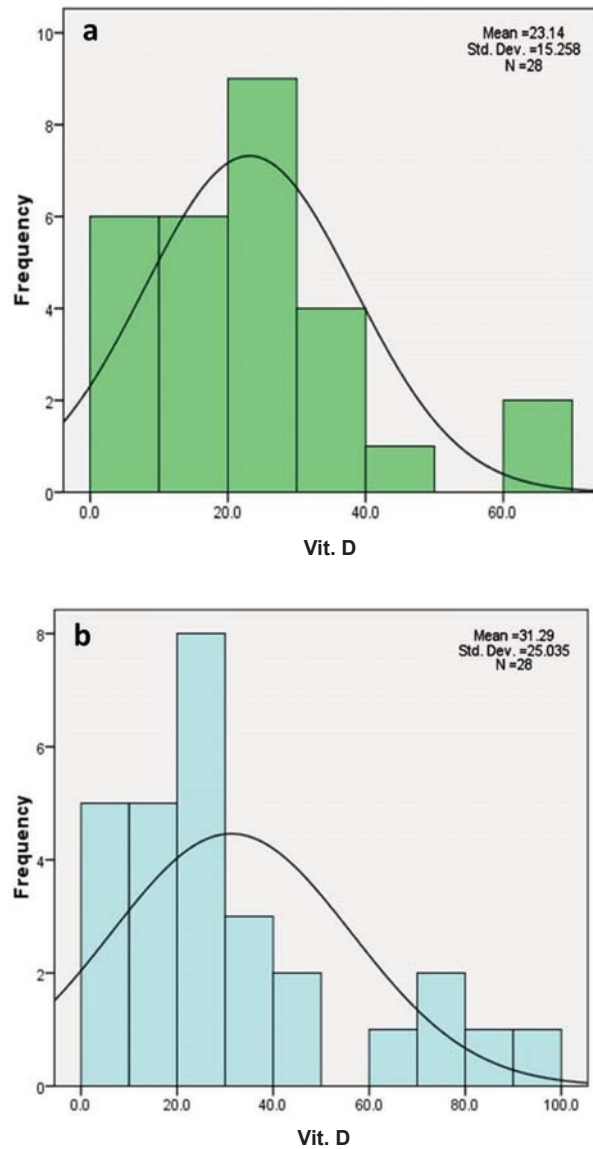 a
Mean =23.14
Std. Dev. =15.258
N =28
10
8
6
4
2
0
Frequency
0.0 20.0 40.0 60.0
Vit. D
b
Mean =31.29
Std. Dev. =25.035
N =28
8
6
4
2
0
Frequency
0.0 20.0 40.0 60.0 80.0 100.0
Vit. D